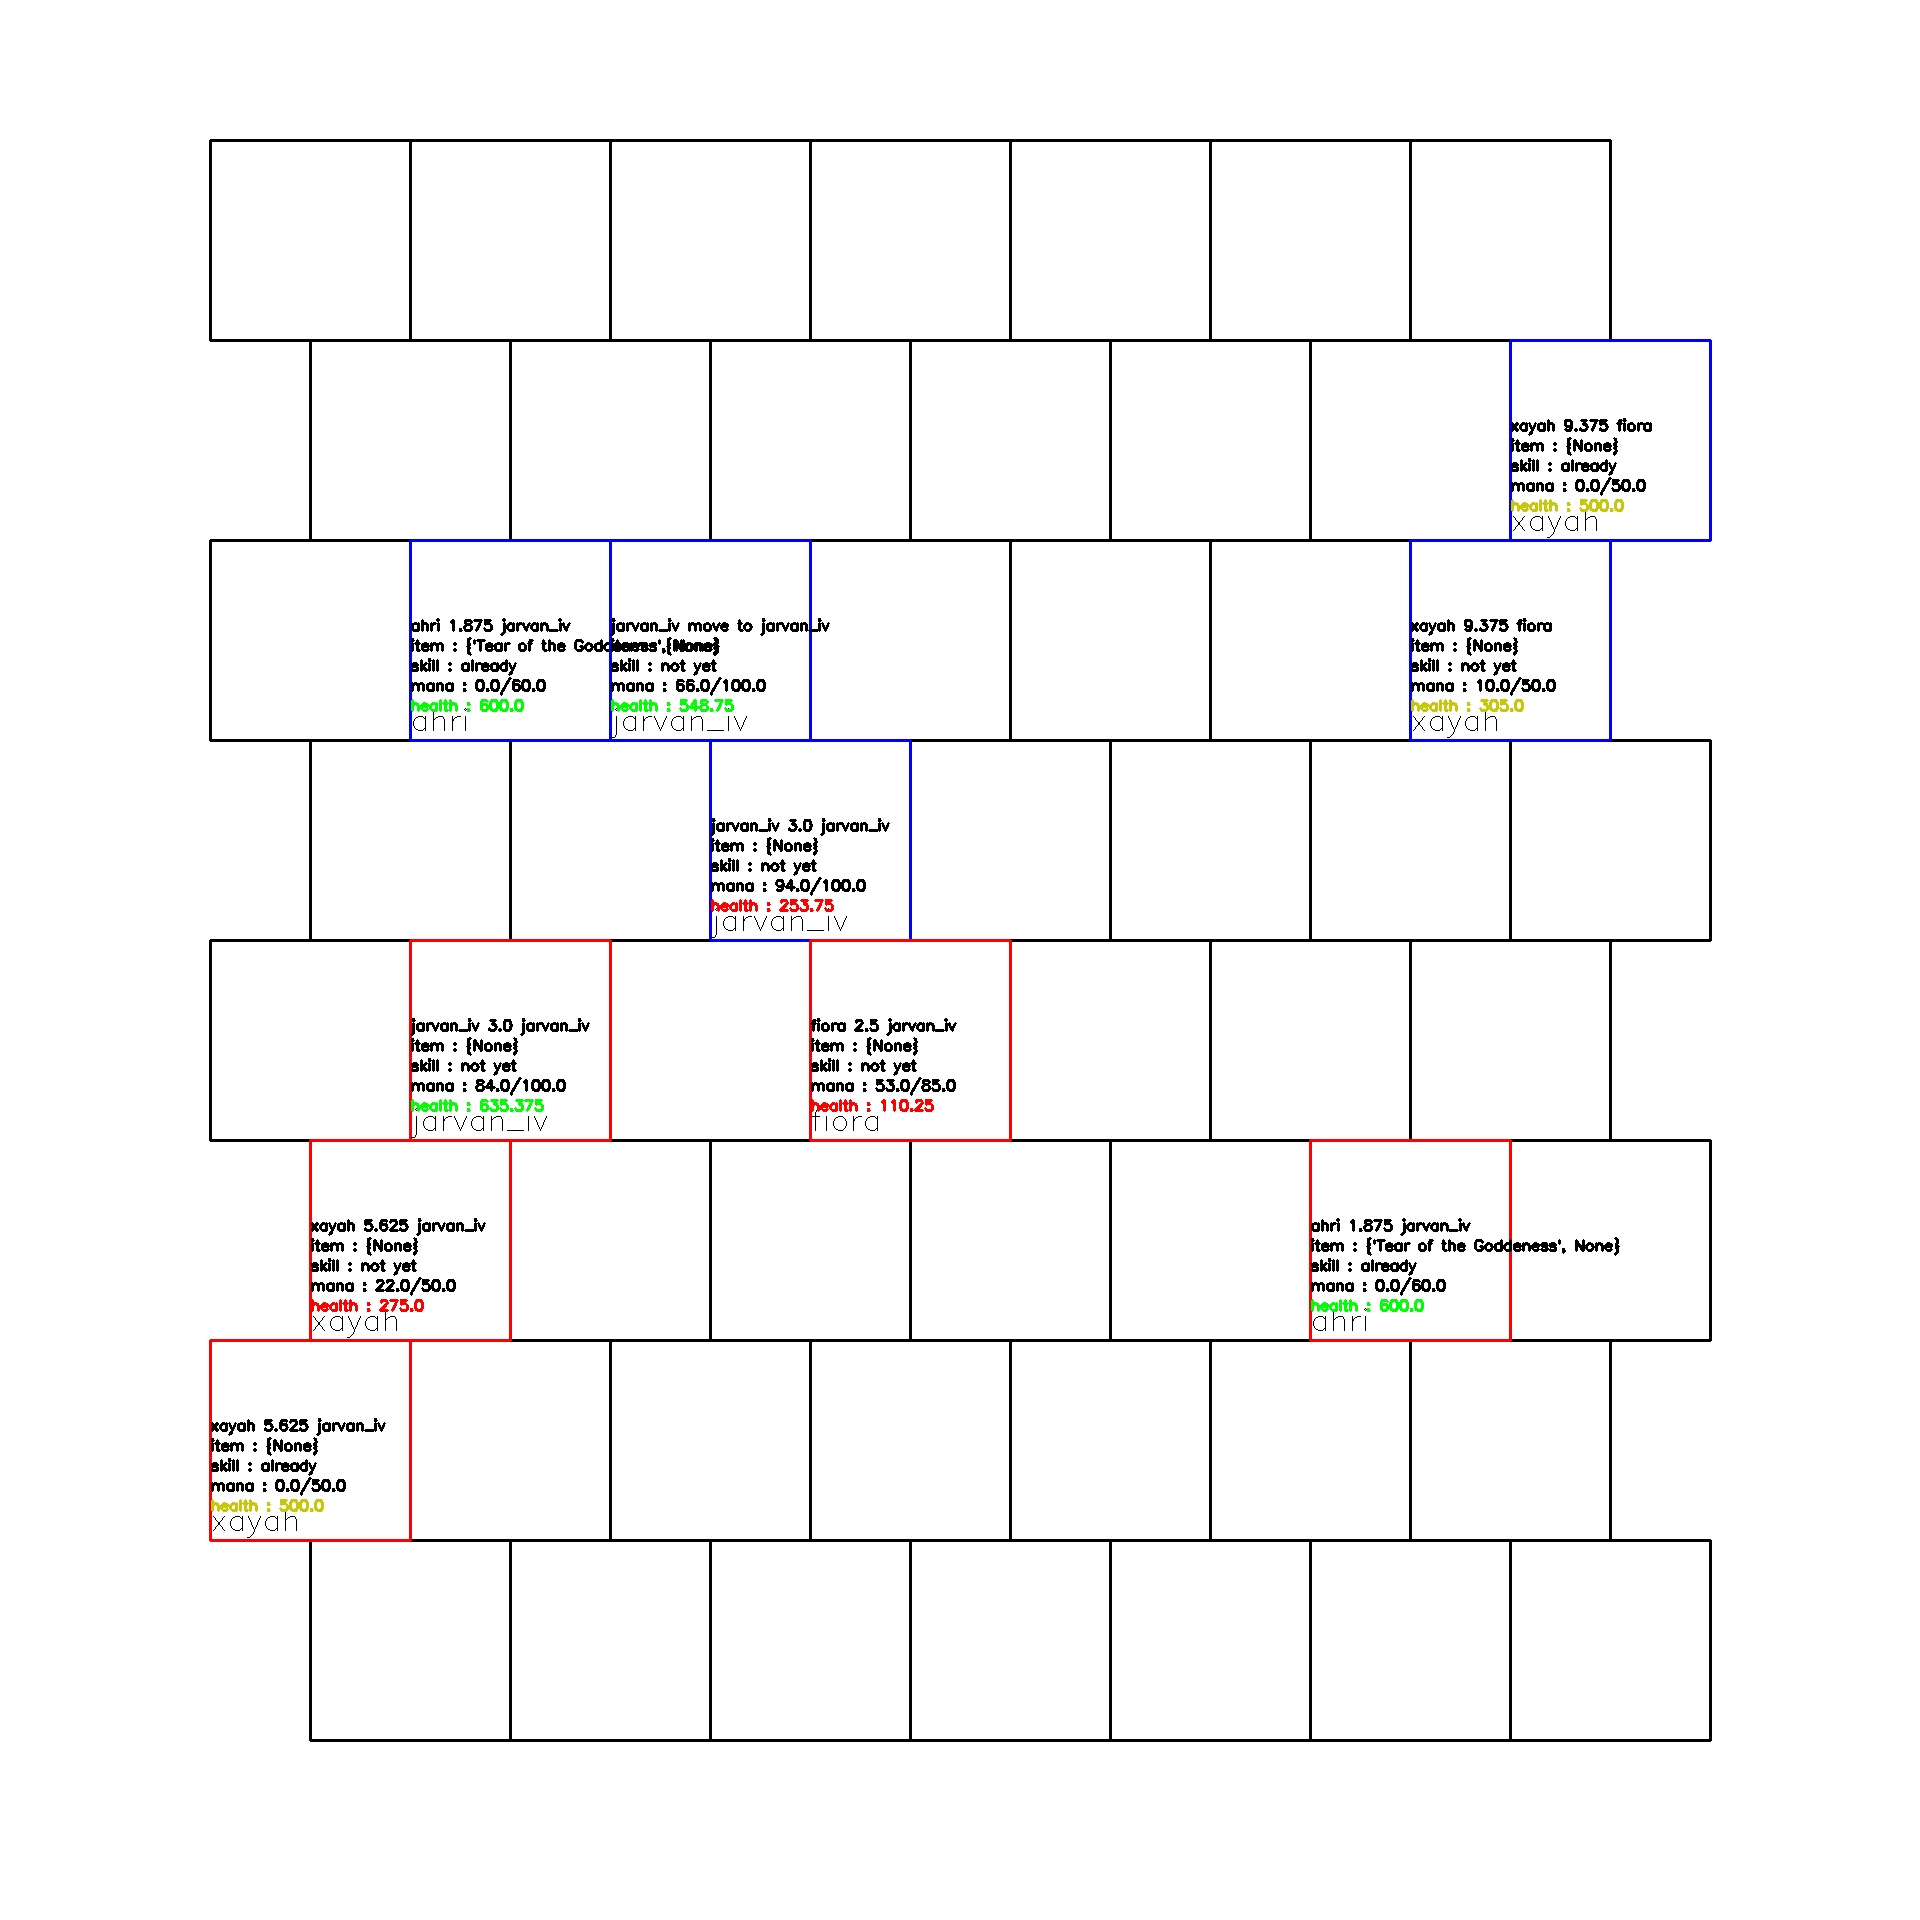 xayah 9.375 fiora
item : {None}
skill : already
mana : 0.0/50.0
health : 500.0
xayah
ahri 1.875 jarvan_iv
item : {'Tear of the Goddeness', None}
skill : already
mana : 0.0/60.0
health : 600.0
ahri
jarvan_iv move to jarvan_iv
item : {None}
skill : not yet
mana : 66.0/100.0
health : 548.75
jarvan_iv
xayah 9.375 fiora
item : {None}
skill : not yet
mana : 10.0/50.0
health : 305.0
xayah
jarvan_iv 3.0 jarvan_iv
item : {None}
skill : not yet
mana : 94.0/100.0
health : 253.75
jarvan_iv
jarvan_iv 3.0 jarvan_iv
item : {None}
skill : not yet
mana : 84.0/100.0
health : 635.375
jarvan_iv
fiora 2.5 jarvan_iv
item : {None}
skill : not yet
mana : 53.0/85.0
health : 110.25
fiora
xayah 5.625 jarvan_iv
item : {None}
skill : not yet
mana : 22.0/50.0
health : 275.0
xayah
ahri 1.875 jarvan_iv
item : {'Tear of the Goddeness', None}
skill : already
mana : 0.0/60.0
health : 600.0
ahri
xayah 5.625 jarvan_iv
item : {None}
skill : already
mana : 0.0/50.0
health : 500.0
xayah